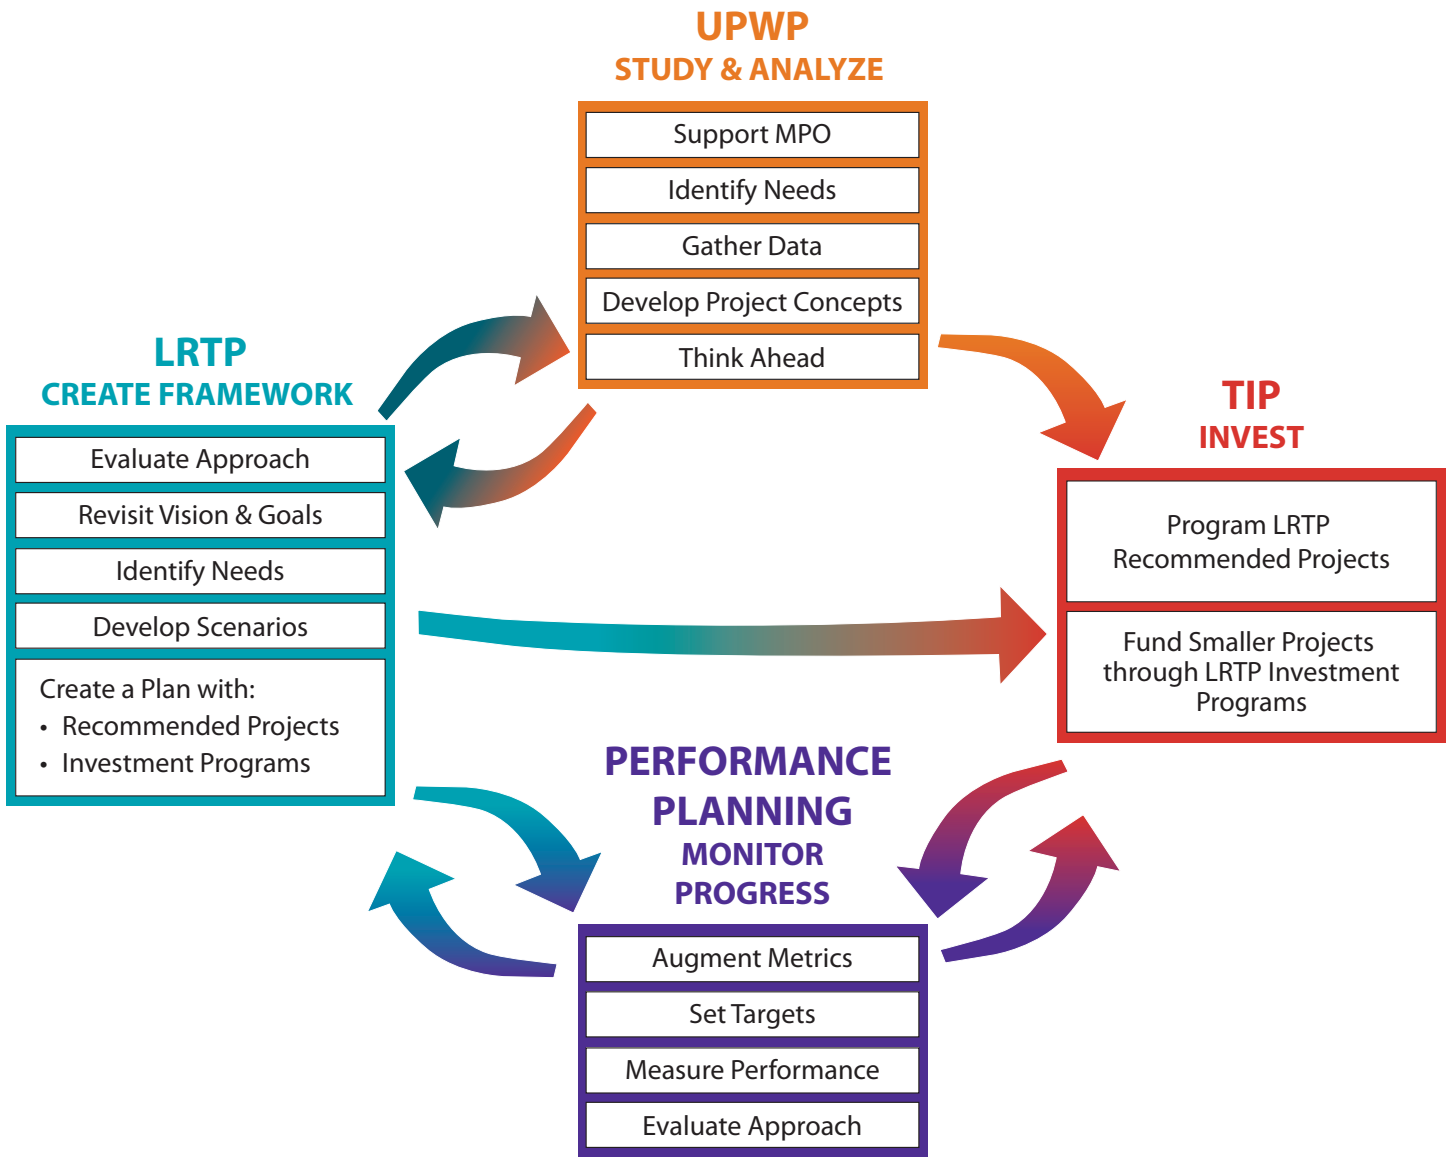 UPWP
STUDY & ANALYZE
Support MPO
Identify Needs
Gather Data
Develop Project Concepts
Think Ahead
LRTP
CREATE FRAMEWORK
Evaluate Approach
Revisit Vision & Goals
Identify Needs
Develop Scenarios
Create a Plan with:
• Recommended Projects
• Investment Programs
TIP
INVEST
Program LRTP
Recommended Projects
Fund Smaller Projects
through LRTP Investment
Programs
PERFORMANCE
PLANNING
MONITOR
PROGRESS
Augment Metrics
Set Targets
Measure Performance
Evaluate Approach